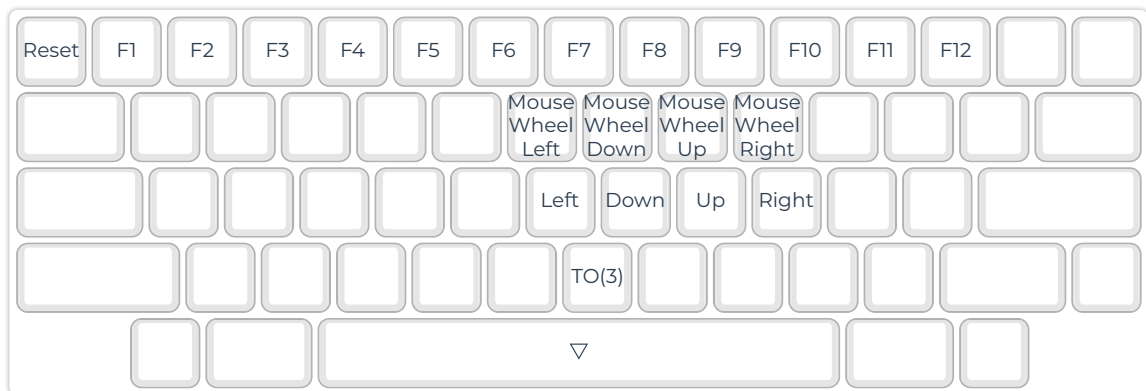 Reset F1 F2 F3 F4 F5 F6 F7 F8 F9 F10 F11 F12
Mouse Wheel Left Mouse Wheel Down Mouse Wheel Up Mouse Wheel Right
Left Down Up Right
TO(3)
▽